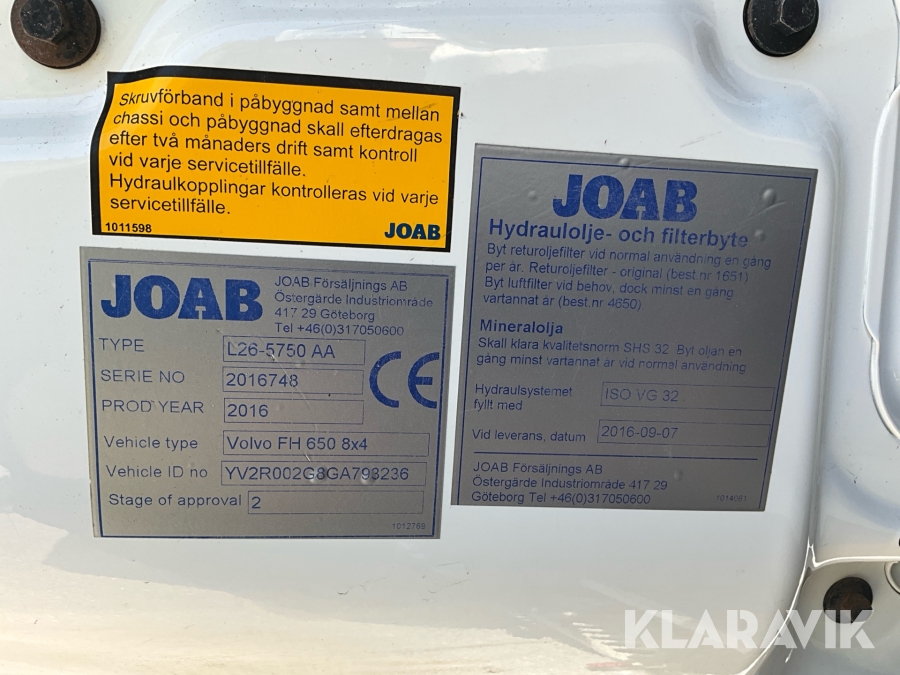 Skruvförband i påbyggnad samt mellan
chassi och påbyggnad skall efterdragas
efter två månaders drift samt kontroll
vid varje servicetillfälle.
Hydraulkopplingar kontrolleras vid varje
servicetillfälle.
1011598 JOAB
JOAB
JOAB Försäljnings AB
Östergärde Industriområde
417 29 Göteborg
Tel +46(0)317050600
TYPE L26-5750 AA
SERIE NO 2016748
CE
PROD YEAR 2016
Vehicle type Volvo FH 650 8x4
Vehicle ID no YV2R002G8GA793236
Stage of approval 2
1012769
JOAB
Hydraulolje- och filterbyte
Byt returoljefilter vid normal användning en gång
per år. Returoljefilter - original (best.nr 1651)
Byt luftfilter vid behov, dock minst en gång
vartannat år (best.nr 4650)
Mineralolja
Skall klara kvalitetsnorm SHS 32. Byt oljan en
gång minst vartannat år vid normal användning
Hydraulsystemet
fyllt med ISO VG 32
Vid leverans, datum 2016-09-07
JOAB Försäljnings AB
Östergärde Industriområde 417 29
Göteborg Tel +46(0)317050600
1014061
KLARAVIK